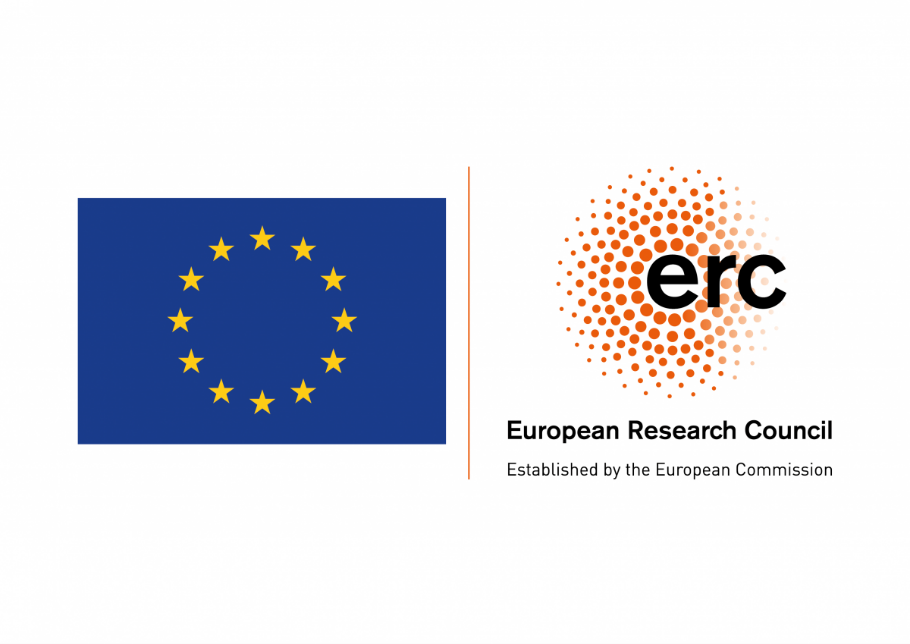 erc
European Research Council
Established by the European Commission